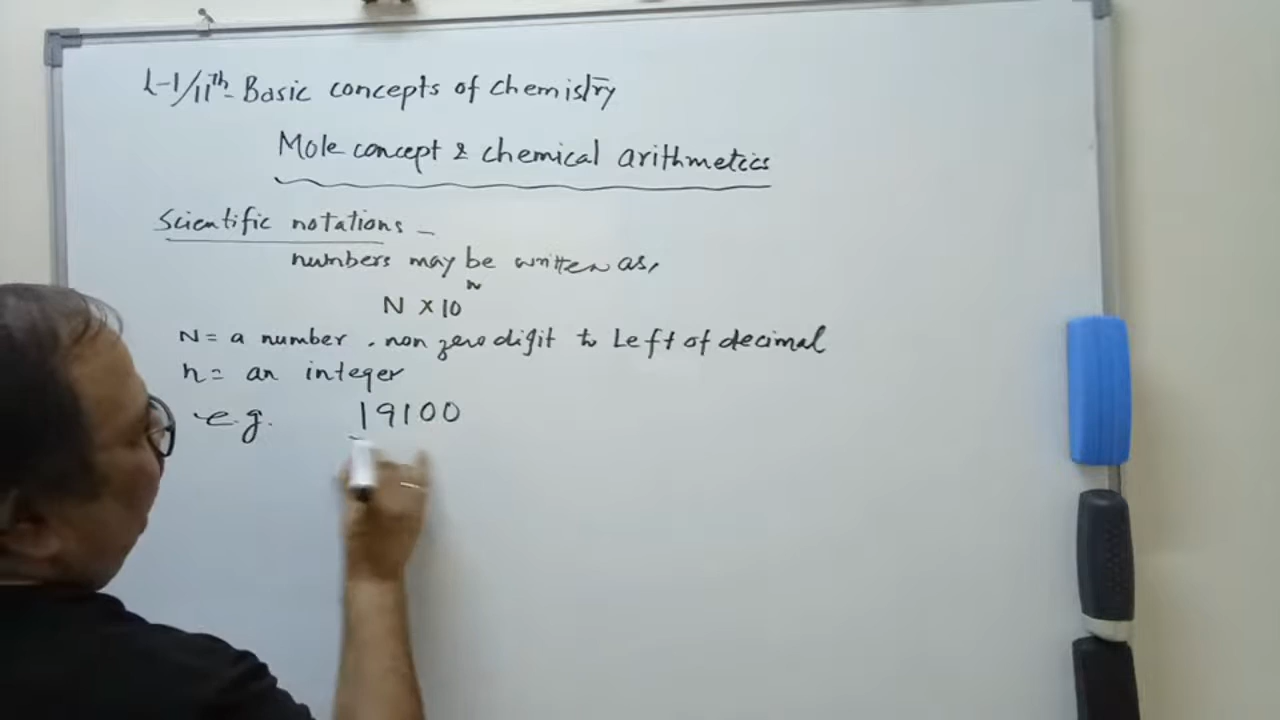 L-1/11th- Basic concepts of chemistry
Mole concept & chemical arithmetics
Scientific notations -
numbers may be written as,
N × 10ⁿ
N = a number, non zero digit to Left of decimal
n = an integer
e.g. 19100